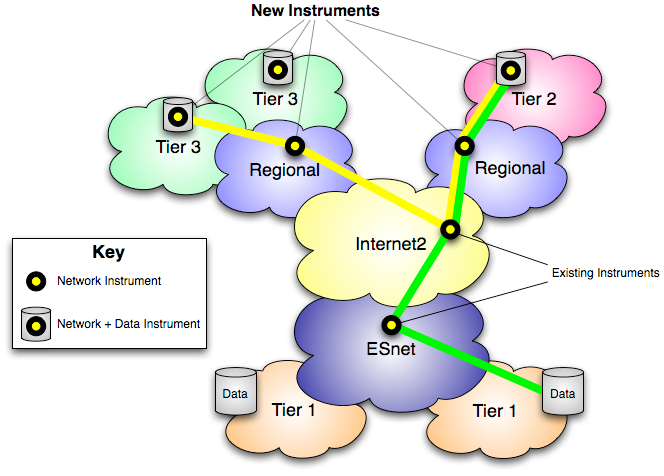 New Instruments
Tier 3
Tier 2
Tier 3
Regional
Regional
Internet2
Existing Instruments
Key
Network Instrument
Network + Data Instrument
ESnet
Data
Data
Tier 1
Tier 1